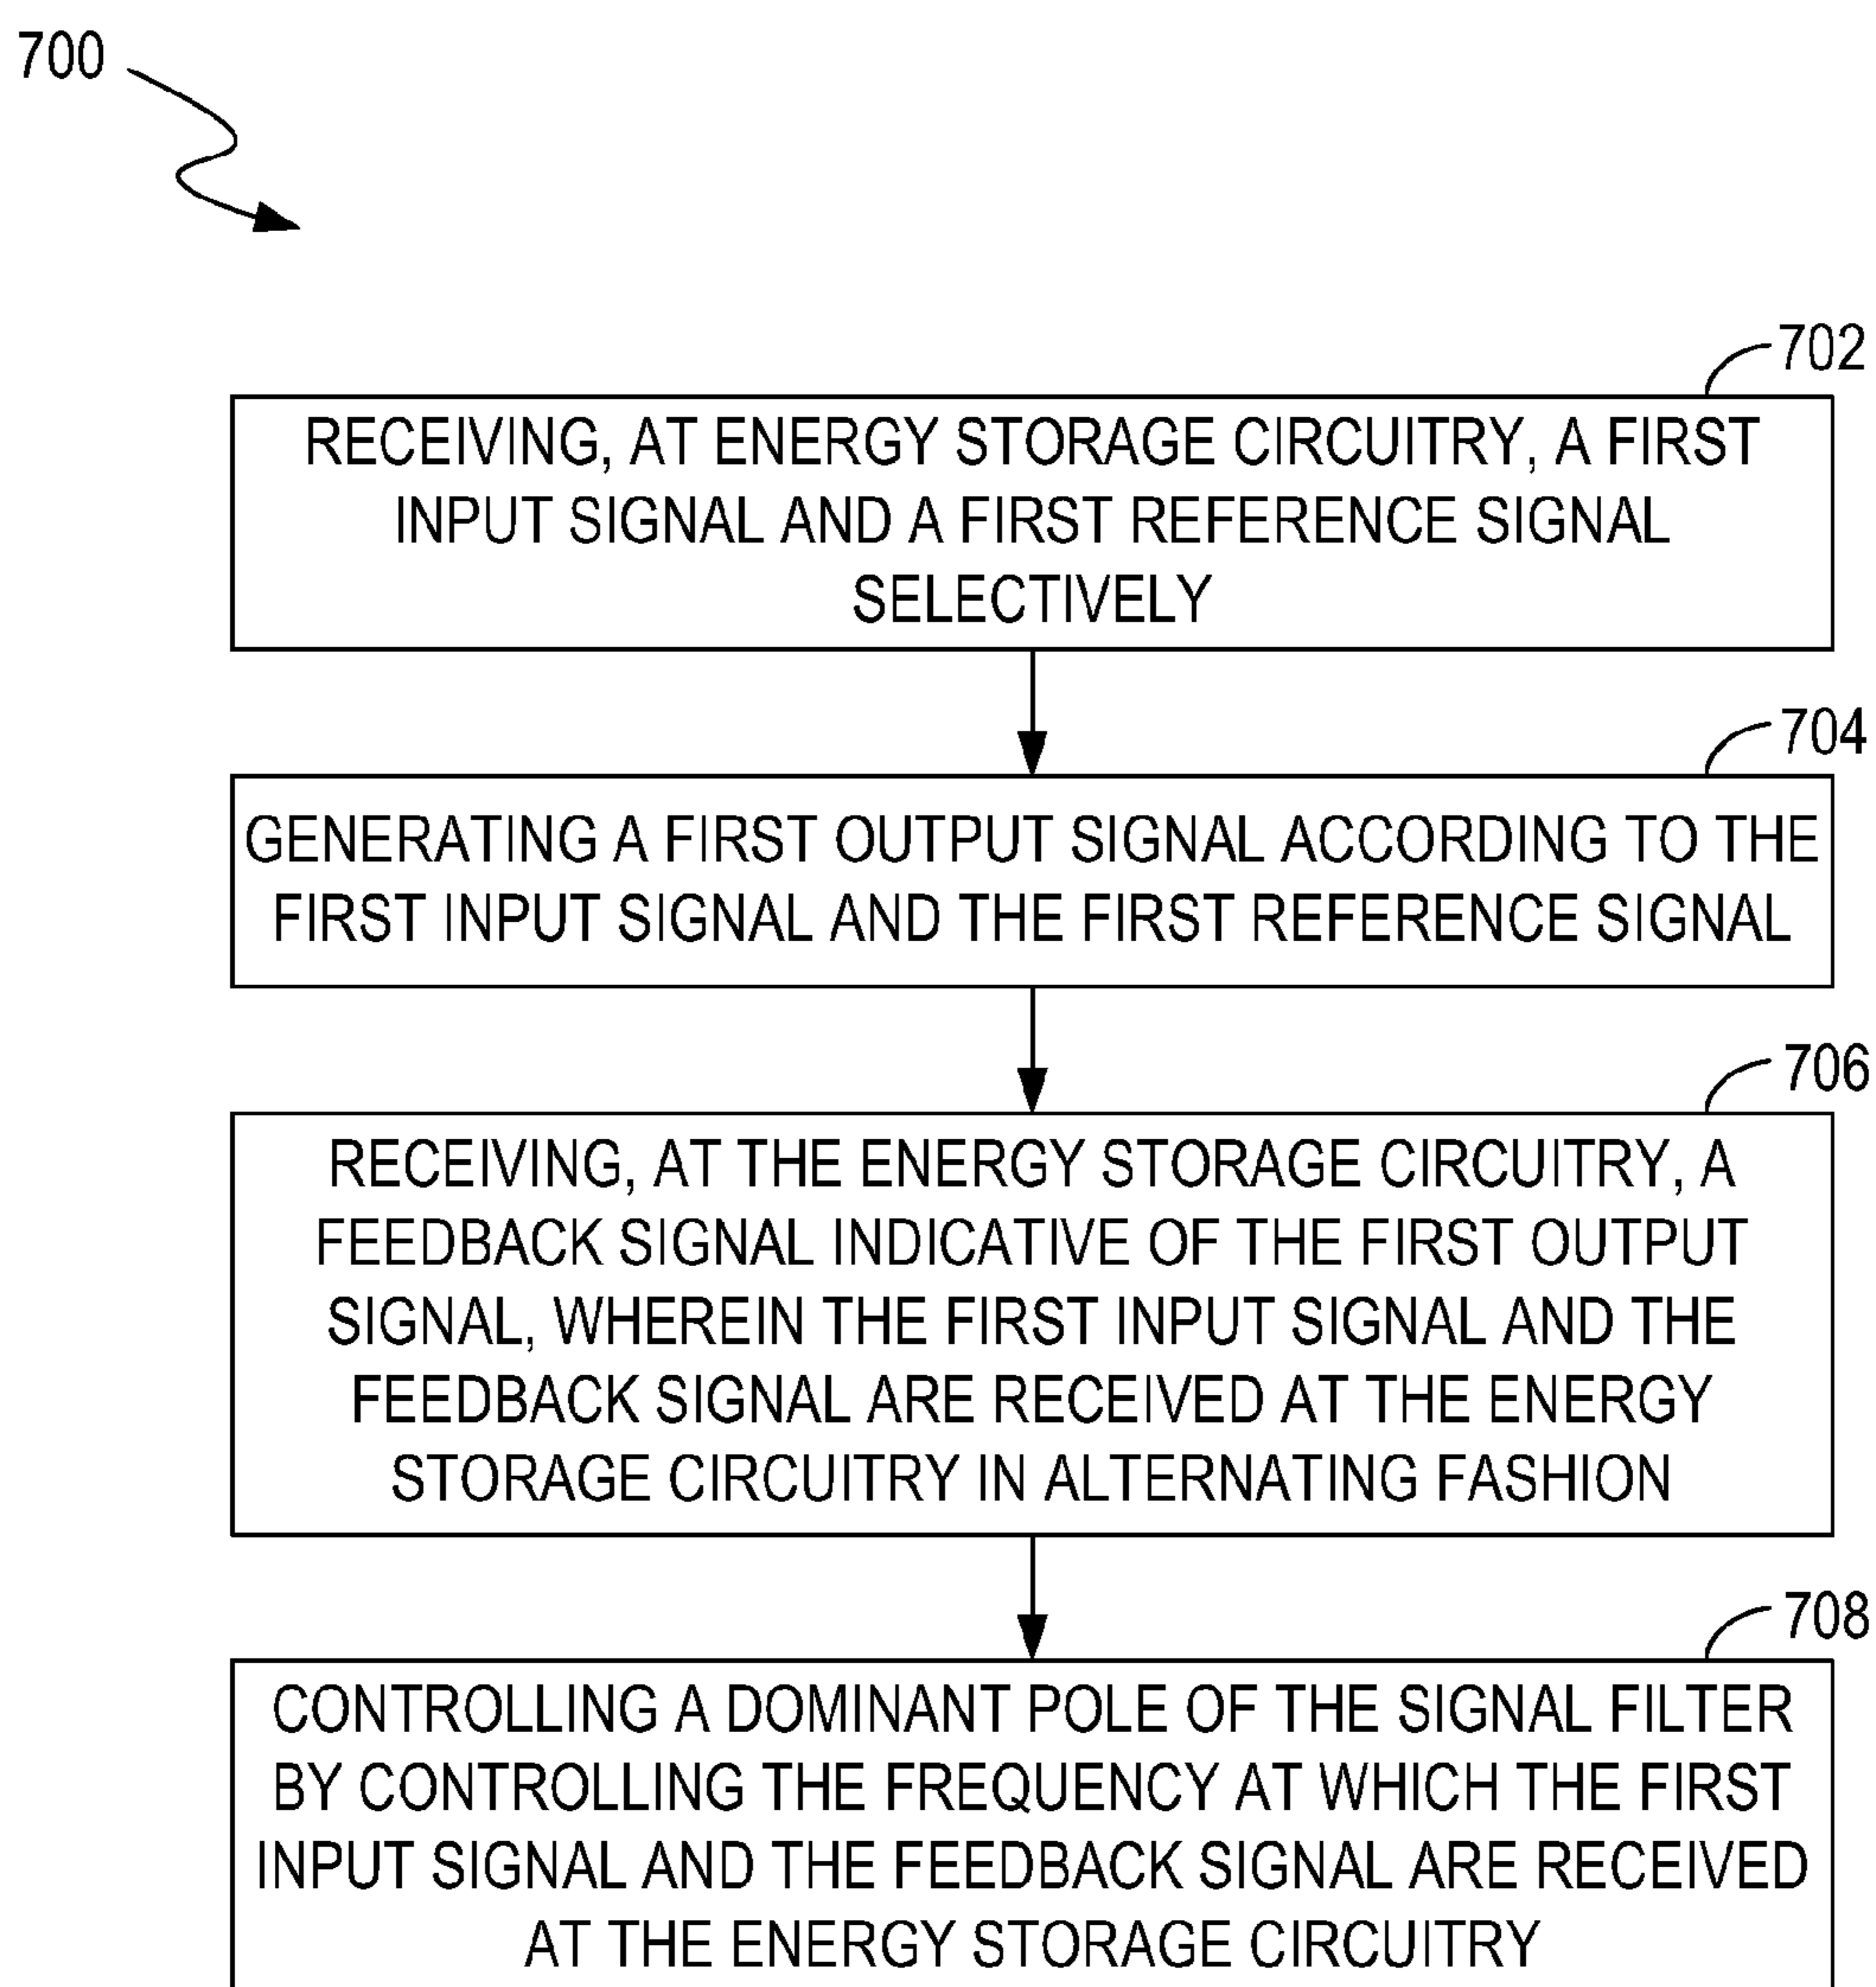 700
702
RECEIVING, AT ENERGY STORAGE CIRCUITRY, A FIRST
INPUT SIGNAL AND A FIRST REFERENCE SIGNAL
SELECTIVELY
704
GENERATING A FIRST OUTPUT SIGNAL ACCORDING TO THE
FIRST INPUT SIGNAL AND THE FIRST REFERENCE SIGNAL
706
RECEIVING, AT THE ENERGY STORAGE CIRCUITRY, A
FEEDBACK SIGNAL INDICATIVE OF THE FIRST OUTPUT
SIGNAL, WHEREIN THE FIRST INPUT SIGNAL AND THE
FEEDBACK SIGNAL ARE RECEIVED AT THE ENERGY
STORAGE CIRCUITRY IN ALTERNATING FASHION
708
CONTROLLING A DOMINANT POLE OF THE SIGNAL FILTER
BY CONTROLLING THE FREQUENCY AT WHICH THE FIRST
INPUT SIGNAL AND THE FEEDBACK SIGNAL ARE RECEIVED
AT THE ENERGY STORAGE CIRCUITRY